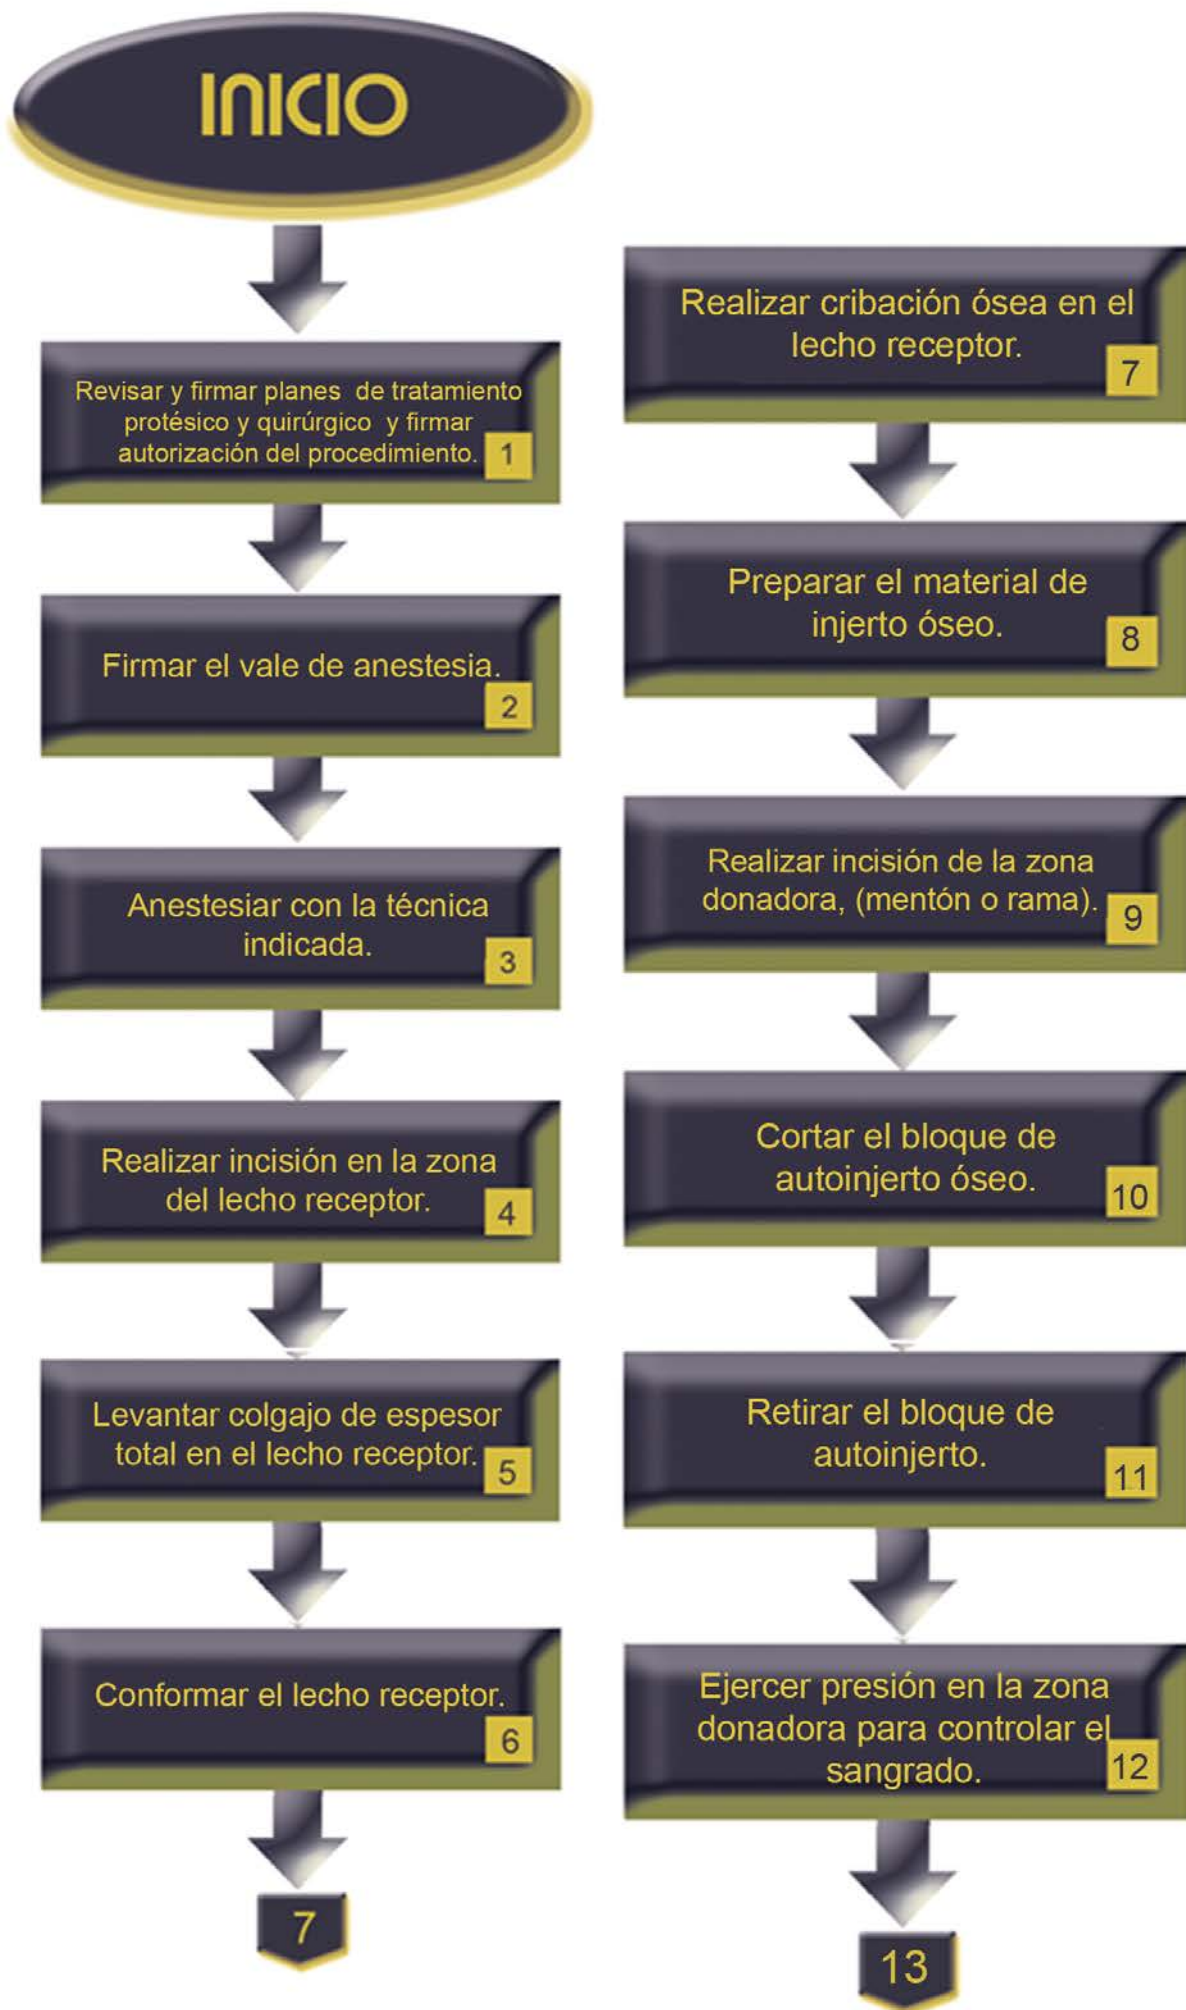 INICIO
Revisar y firmar planes de tratamiento
protésico y quirúrgico y firmar
autorización del procedimiento.
1
Firmar el vale de anestesia.
2
Anestesiar con la técnica
indicada.
3
Realizar incisión en la zona
del lecho receptor.
4
Levantar colgajo de espesor
total en el lecho receptor.
5
Conformar el lecho receptor.
6
7
Realizar cribación ósea en el
lecho receptor.
7
Preparar el material de
injerto óseo.
8
Realizar incisión de la zona
donadora, (mentón o rama).
9
Cortar el bloque de
autoinjerto óseo.
10
Retirar el bloque de
autoinjerto.
11
Ejercer presión en la zona
donadora para controlar el
sangrado.
12
13